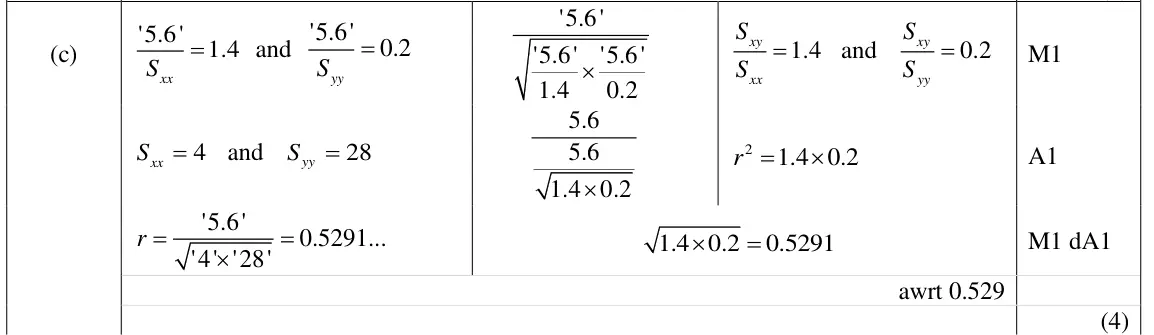 (c) '5.6'/S_xx = 1.4 and '5.6'/S_yy = 0.2 | '5.6'/√('5.6'/1.4 × '5.6'/0.2) | S_xy/S_xx = 1.4 and S_xy/S_yy = 0.2 | M1
S_xx = 4 and S_yy = 28 | 5.6/(5.6/√(1.4×0.2)) | r² = 1.4×0.2 | A1
r = '5.6'/√('4'×'28') = 0.5291... | √(1.4×0.2) = 0.5291 | M1 dA1
awrt 0.529
(4)